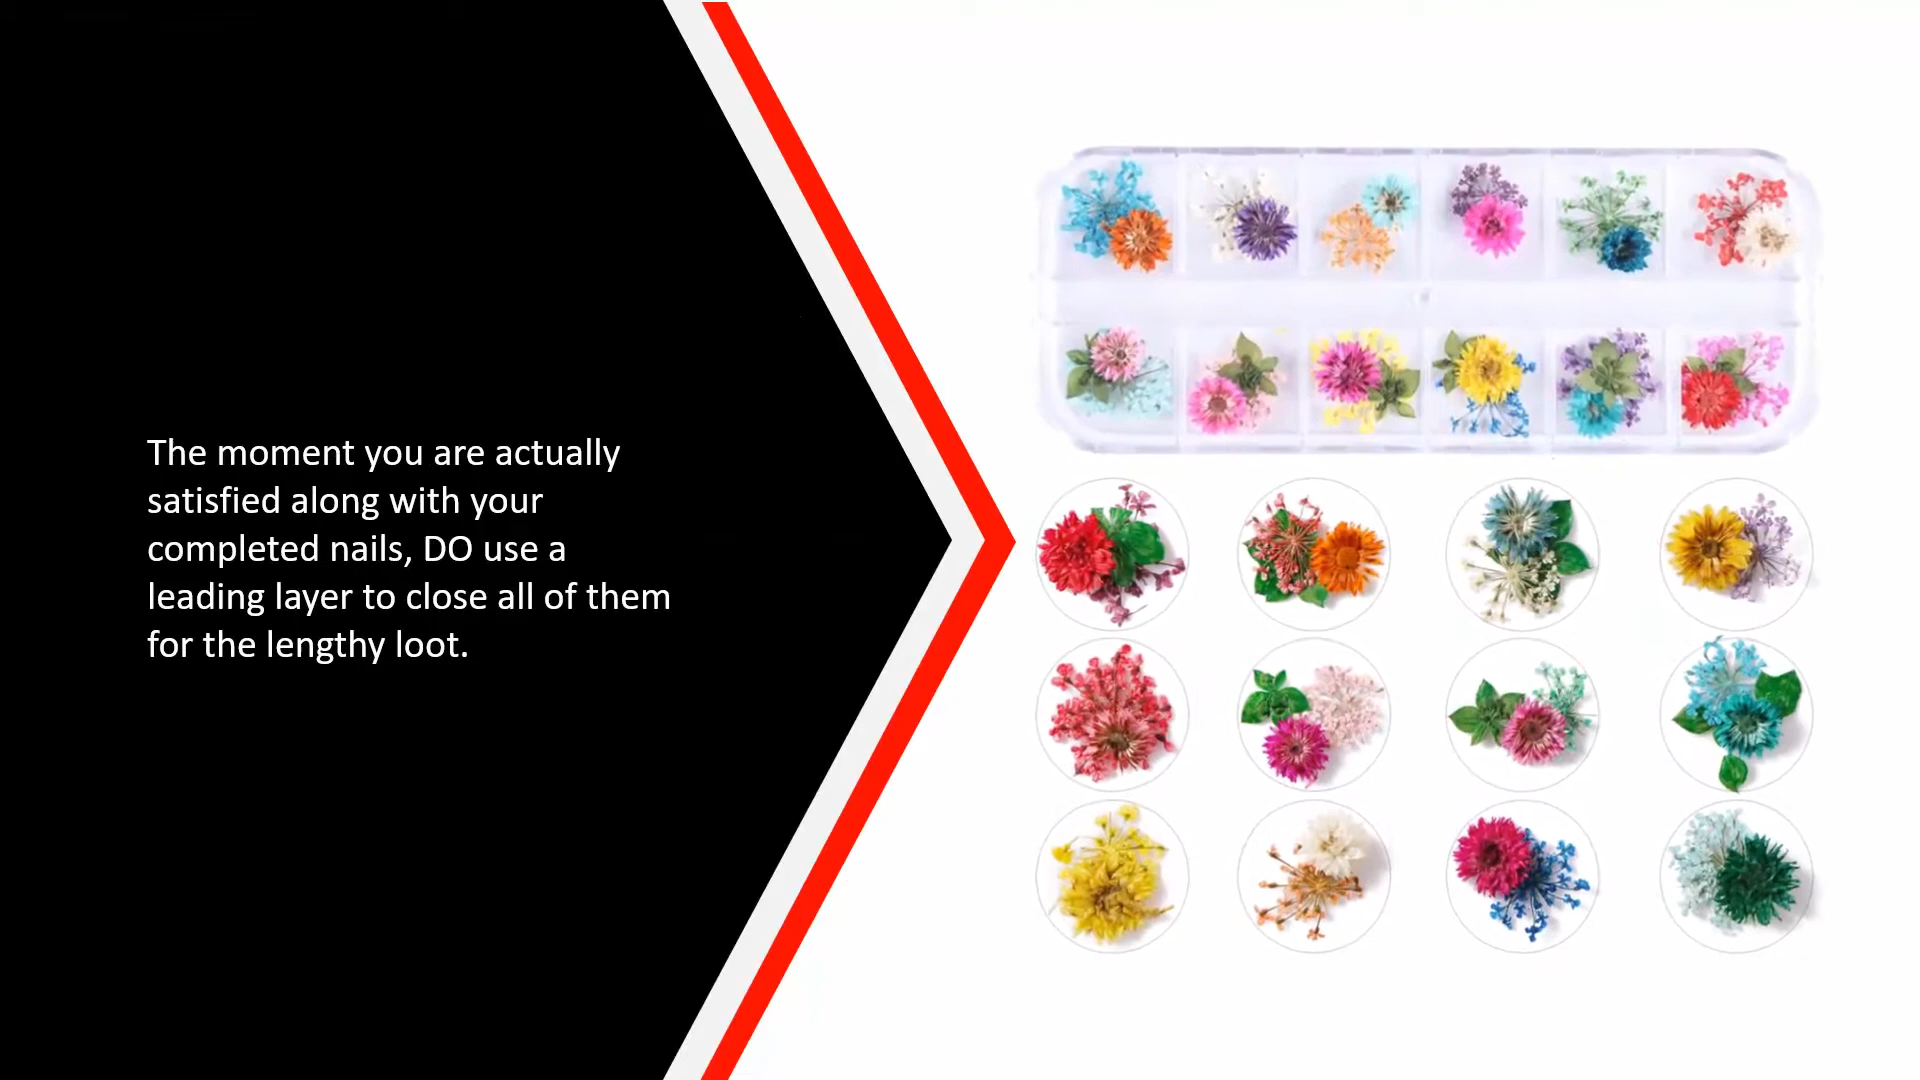 The moment you are actually
satisfied along with your
completed nails, DO use a
leading layer to close all of them
for the lengthy loot.